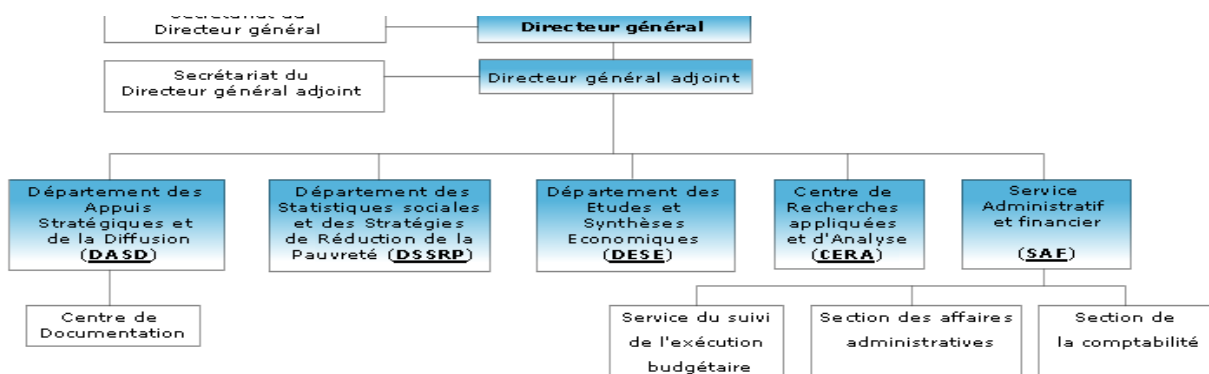 Secrétariat du
Directeur général
Directeur général
Secrétariat du
Directeur général adjoint
Directeur général adjoint
Département des
Appuis
Stratégiques et
de la Diffusion
(DASD)
Département des
Statistiques sociales
et des Stratégies
de Réduction de la
Pauvreté (DSSRP)
Département des
Etudes et
Synthèses
Economiques
(DESE)
Centre de
Recherches
appliquées
et d'Analyse
(CERA)
Service
Administratif
et financier
(SAF)
Centre de
Documentation
Service du suivi
de l'exécution
budgétaire
Section des affaires
administratives
Section de
la comptabilité